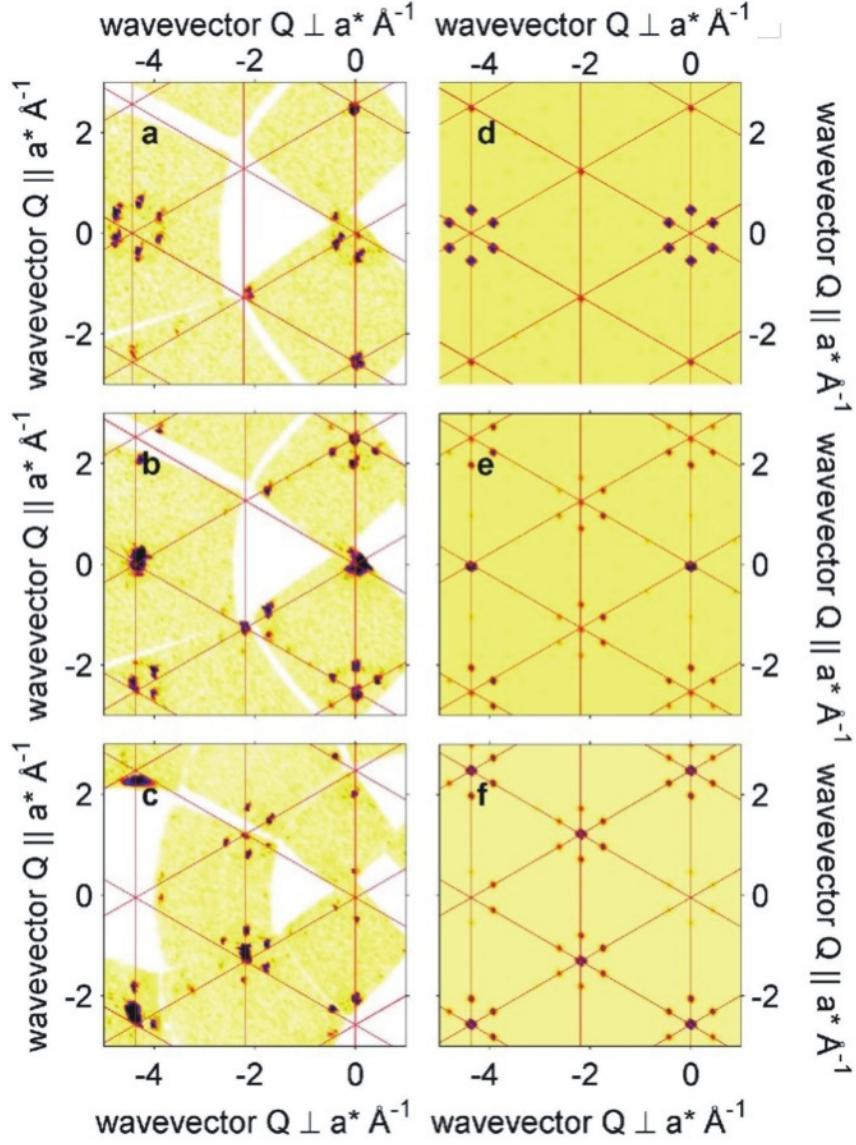 wavevector Q ⊥ a* Å⁻¹ wavevector Q ⊥ a* Å⁻¹
-4 -2 0 -4 -2 0
wavevector Q || a* Å⁻¹
2
0
-2
a
d
2
0
-2
wavevector Q || a* Å⁻¹
wavevector Q || a* Å⁻¹
2
0
-2
b
e
2
0
-2
wavevector Q || a* Å⁻¹
wavevector Q || a* Å⁻¹
2
0
-2
c
f
2
0
-2
wavevector Q || a* Å⁻¹
-4 -2 0 -4 -2 0
wavevector Q ⊥ a* Å⁻¹ wavevector Q ⊥ a* Å⁻¹